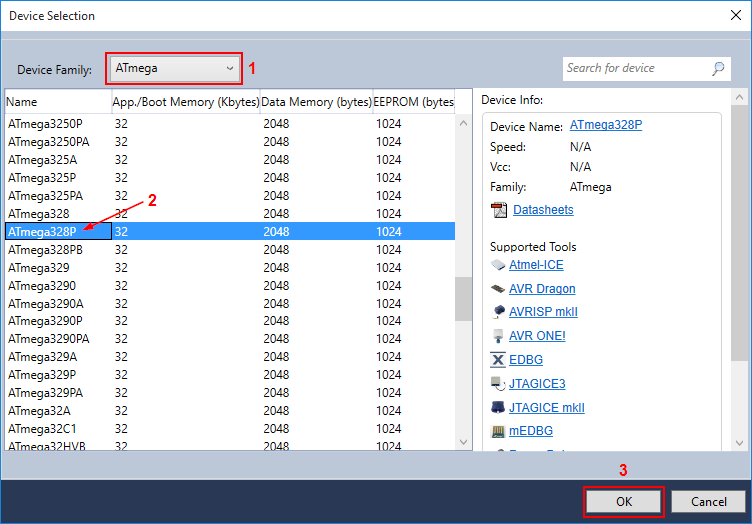 Device Selection
Device Family: ATmega 1 Search for device
Name App./Boot Memory (Kbytes) Data Memory (bytes) EEPROM (bytes
ATmega3250P 32 2048 1024
ATmega3250PA 32 2048 1024
ATmega325A 32 2048 1024
ATmega325P 32 2048 1024
ATmega325PA 32 2048 1024
ATmega328 32 2048 1024
ATmega328P 32 2048 1024
ATmega328PB 32 2048 1024
ATmega329 32 2048 1024
ATmega3290 32 2048 1024
ATmega3290A 32 2048 1024
ATmega3290P 32 2048 1024
ATmega3290PA 32 2048 1024
ATmega329A 32 2048 1024
ATmega329P 32 2048 1024
ATmega329PA 32 2048 1024
ATmega32A 32 2048 1024
ATmega32C1 32 2048 1024
ATmega32HVB 32 2048 1024
2
Device Info:
Device Name: ATmega328P
Speed: N/A
Vcc: N/A
Family: ATmega
Datasheets
Supported Tools
Atmel-ICE
AVR Dragon
AVRISP mkII
AVR ONE!
EDBG
JTAGICE3
JTAGICE mkII
mEDBG
3
OK Cancel